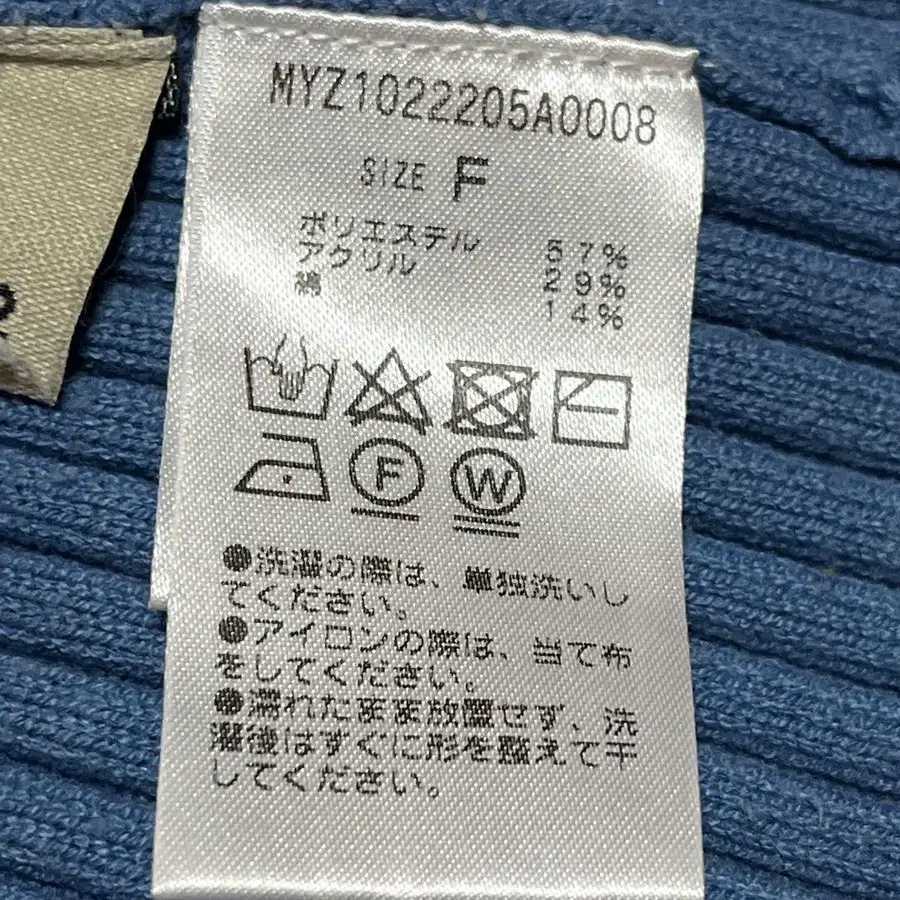 MYZ1022205A0008
SIZE F
ポリエステル 57%
アクリル 29%
綿 14%
F
W
●洗濯の際は、単独洗いし
てください。
●アイロンの際は、当て布
をしてください。
●濡れたまま放置せず、洗
濯後はすぐに形を整えて干
してください。